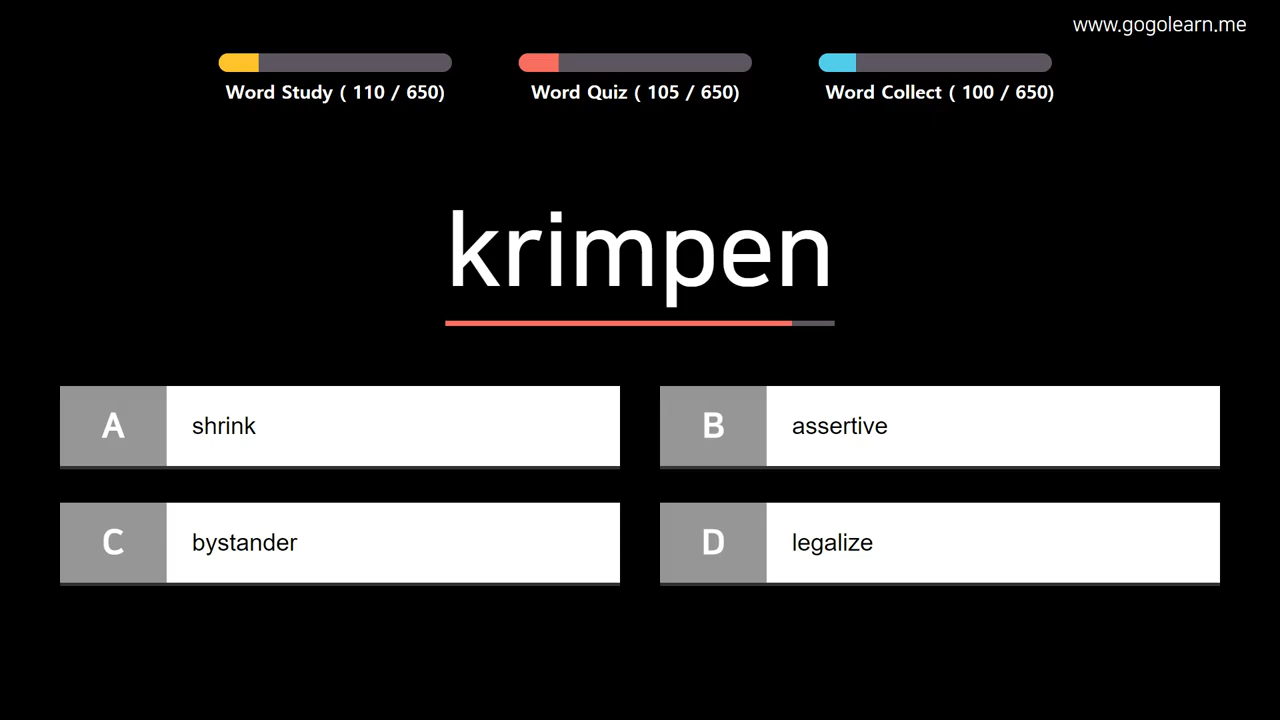 www.gogolearn.me
Word Study ( 110 / 650)
Word Quiz ( 105 / 650)
Word Collect ( 100 / 650)
krimpen
A shrink
B assertive
C bystander
D legalize